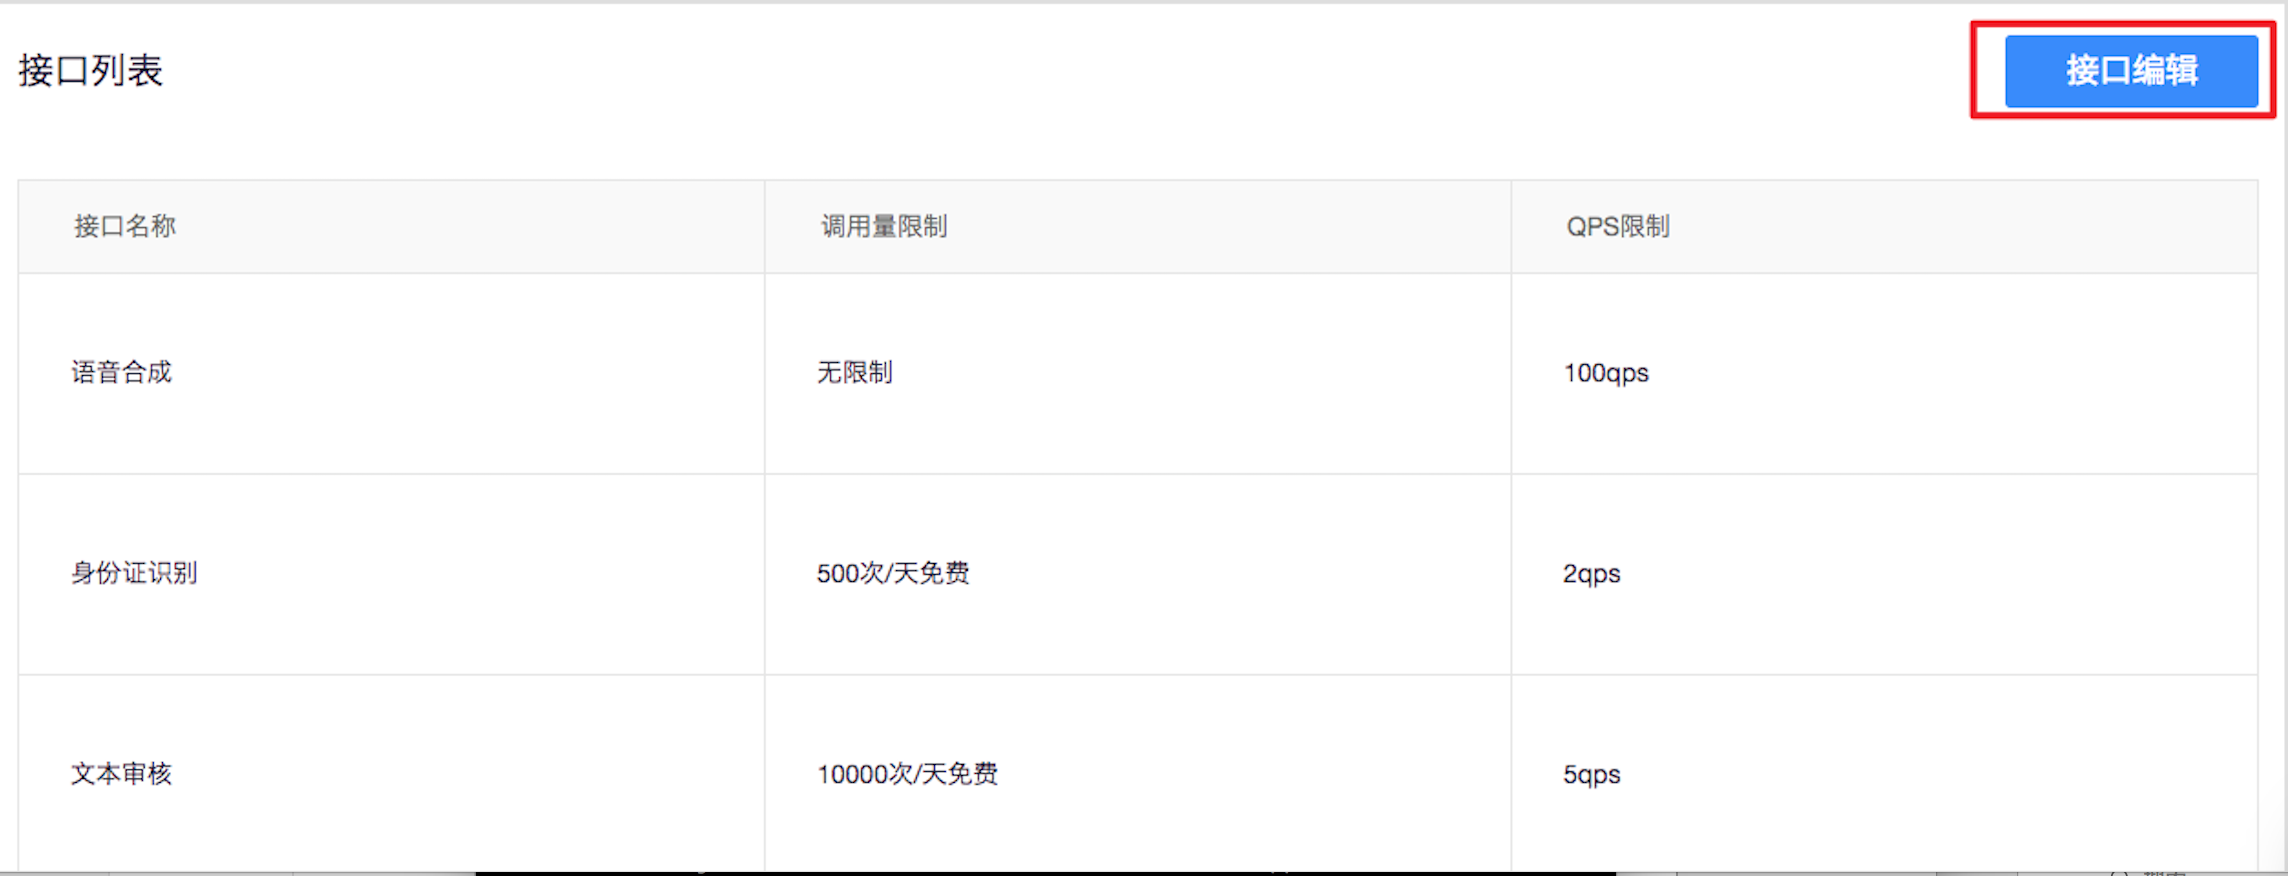 接口列表
接口编辑
接口名称 调用量限制 QPS限制
语音合成 无限制 100qps
身份证识别 500次/天免费 2qps
文本审核 10000次/天免费 5qps